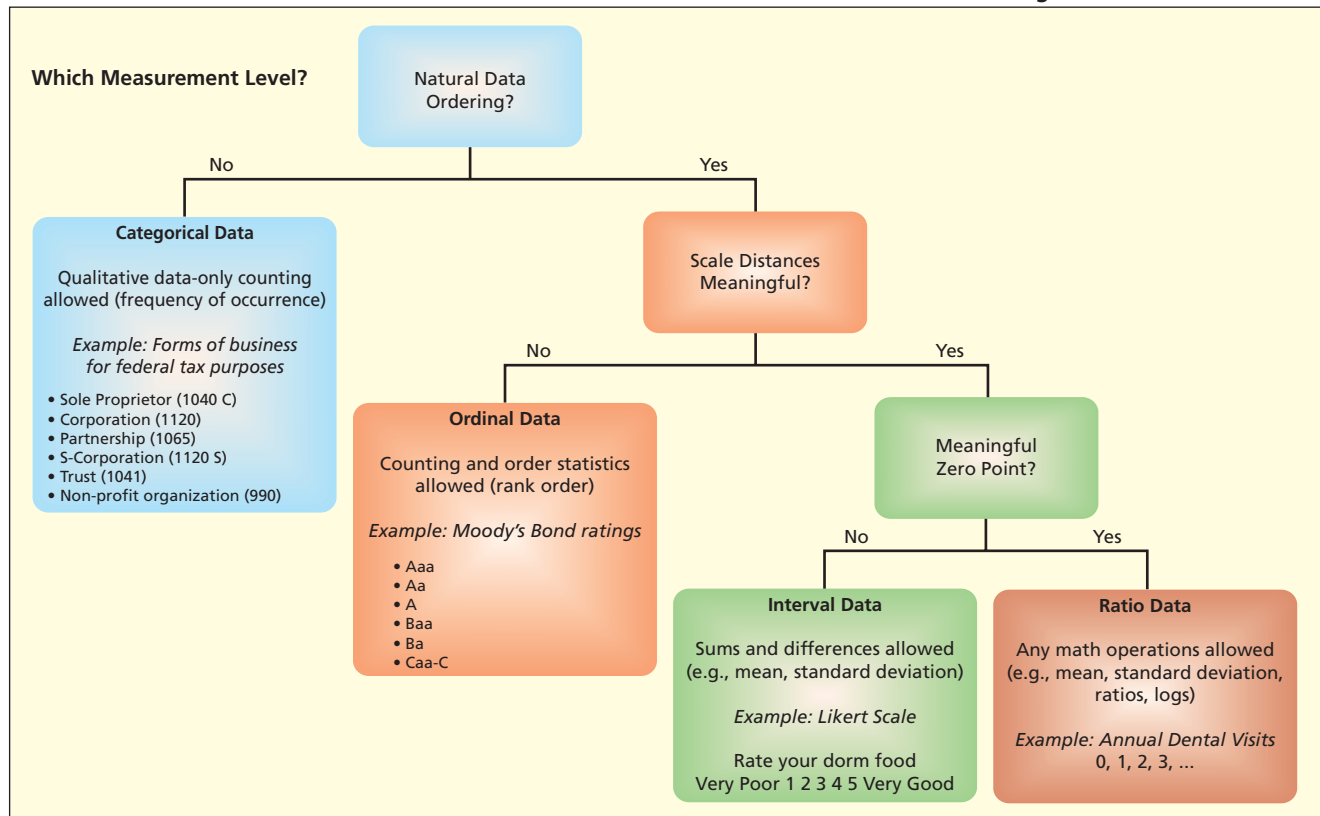 Which Measurement Level?
Natural Data
Ordering?
No
Yes
Categorical Data
Qualitative data-only counting
allowed (frequency of occurrence)
Example: Forms of business
for federal tax purposes
• Sole Proprietor (1040 C)
• Corporation (1120)
• Partnership (1065)
• S-Corporation (1120 S)
• Trust (1041)
• Non-profit organization (990)
Scale Distances
Meaningful?
No
Yes
Ordinal Data
Counting and order statistics
allowed (rank order)
Example: Moody's Bond ratings
• Aaa
• Aa
• A
• Baa
• Ba
• Caa-C
Meaningful
Zero Point?
No
Yes
Interval Data
Sums and differences allowed
(e.g., mean, standard deviation)
Example: Likert Scale
Rate your dorm food
Very Poor 1 2 3 4 5 Very Good
Ratio Data
Any math operations allowed
(e.g., mean, standard deviation,
ratios, logs)
Example: Annual Dental Visits
0, 1, 2, 3, ...